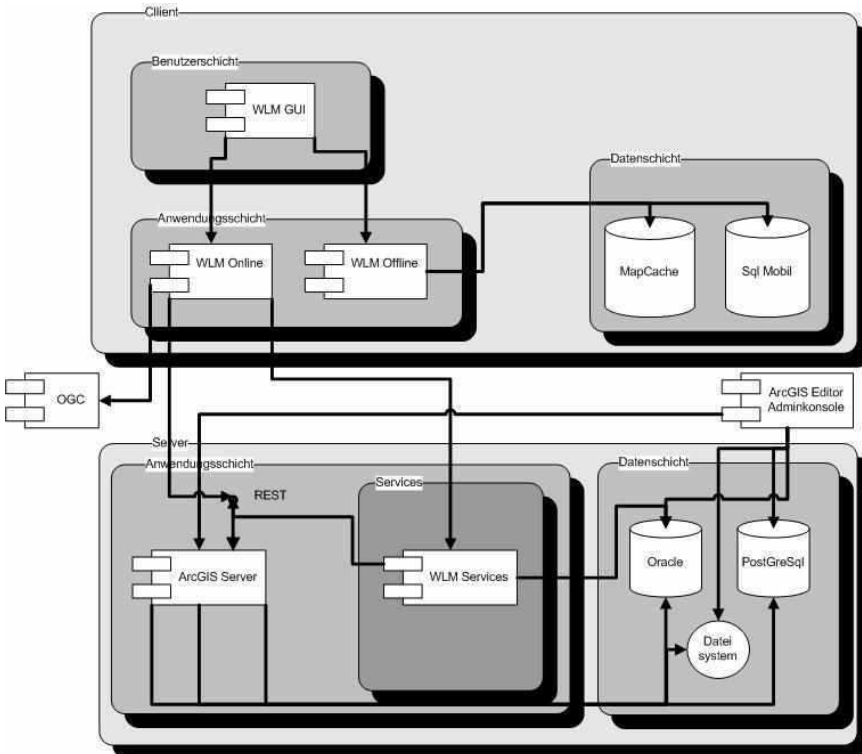 Cllient
Benutzerschicht
WLM GUI
Datenschicht
Anwendungsschicht
WLM Online
WLM Offline
MapCache
Sql Mobil
OGC
ArcGIS Editor
Adminkonsole
Server
Anwendungsschicht
Datenschicht
Services
REST
ArcGIS Server
WLM Services
Oracle
PostGreSql
Datei
system